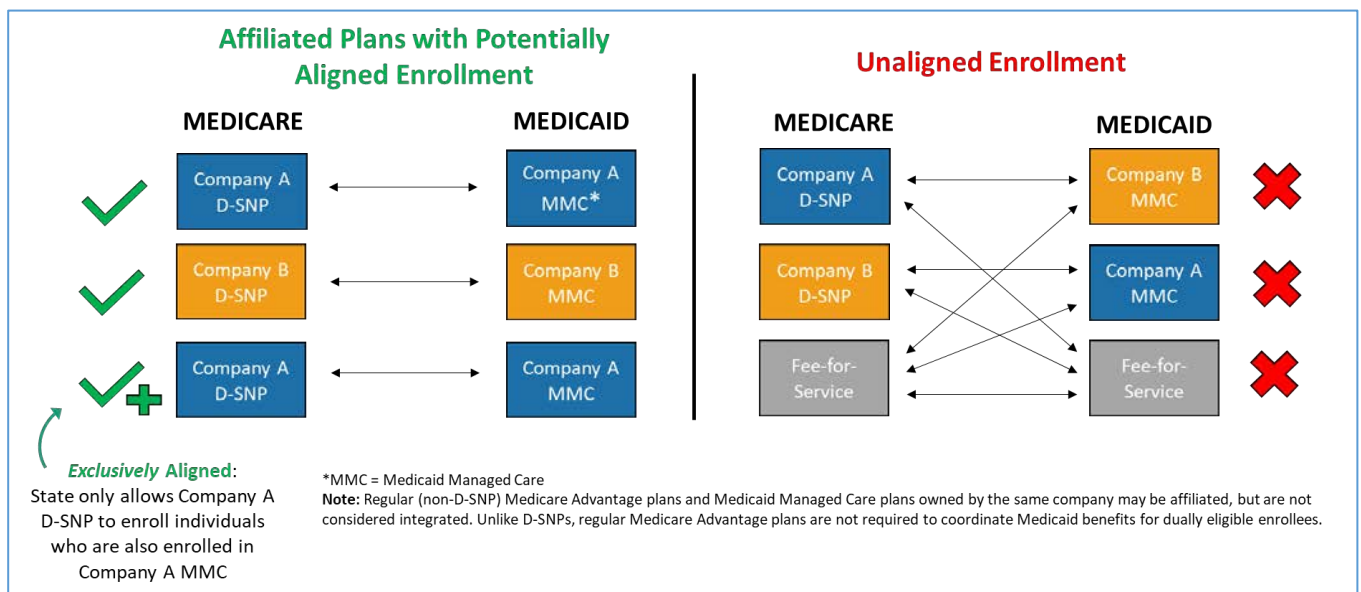 Affiliated Plans with Potentially
Aligned Enrollment
MEDICARE
MEDICAID
Company A
D-SNP
Company A
MMC*
Company B
D-SNP
Company B
MMC
Company A
D-SNP
Company A
MMC
Exclusively Aligned:
State only allows Company A
D-SNP to enroll individuals
who are also enrolled in
Company A MMC
Unaligned Enrollment
MEDICARE
MEDICAID
Company A
D-SNP
Company B
MMC
Company B
D-SNP
Company A
MMC
Fee-for-
Service
Fee-for-
Service
*MMC = Medicaid Managed Care
Note: Regular (non-D-SNP) Medicare Advantage plans and Medicaid Managed Care plans owned by the same company may be affiliated, but are not
considered integrated. Unlike D-SNPs, regular Medicare Advantage plans are not required to coordinate Medicaid benefits for dually eligible enrollees.